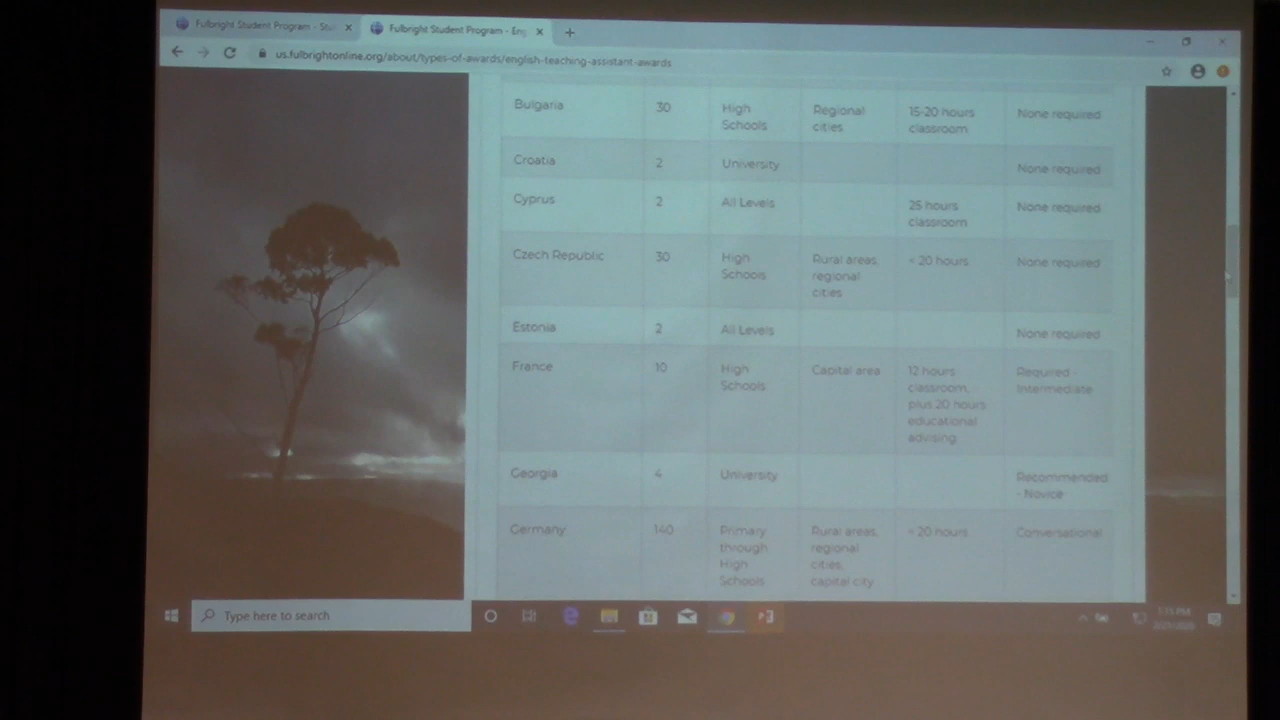 Fulbright Student Program - Stu
Fulbright Student Program - Eng
us.fulbrightonline.org/about/types-of-awards/english-teaching-assistant-awards
Bulgaria 30 High Schools Regional cities 15-20 hours classroom None required
Croatia 2 University None required
Cyprus 2 All Levels 25 hours classroom None required
Czech Republic 30 High Schools Rural areas, regional cities < 20 hours None required
Estonia 2 All Levels None required
France 10 High Schools Capital area 12 hours classroom, plus 20 hours educational advising Required - Intermediate
Georgia 4 University Recommended - Novice
Germany 140 Primary through High Schools Rural areas, regional cities, capital city < 20 hours Conversational
Type here to search